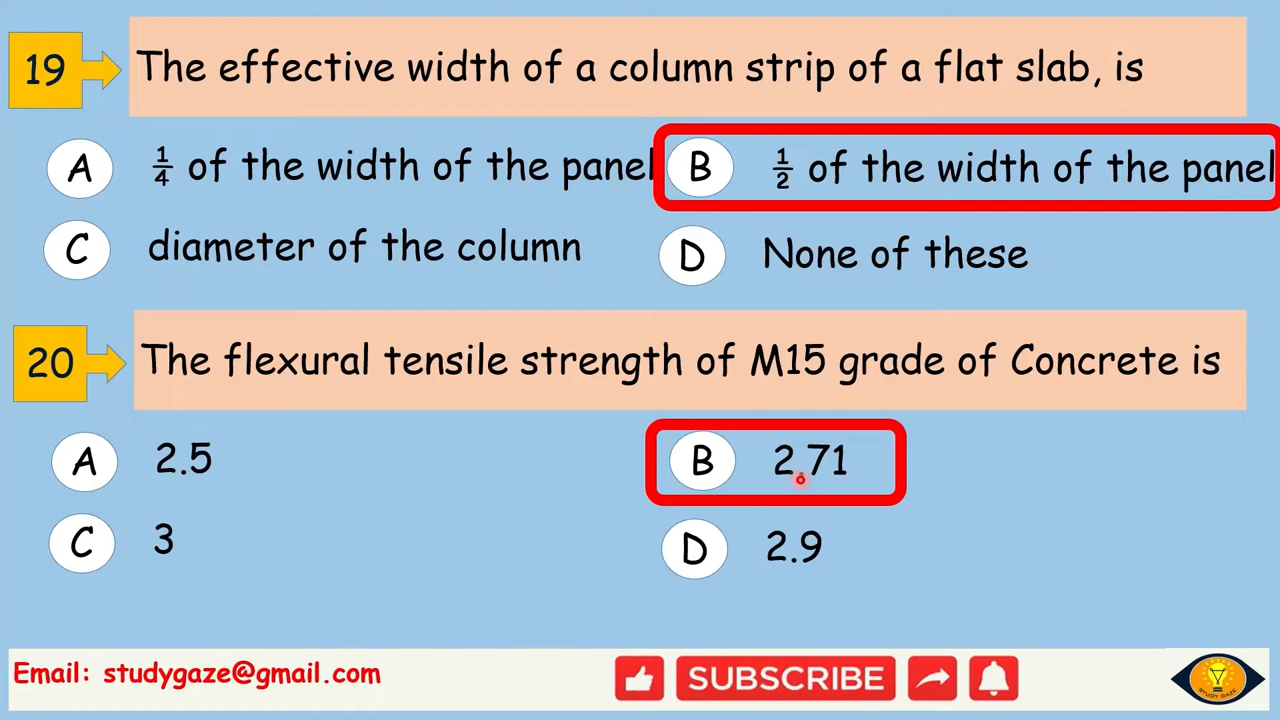 19 The effective width of a column strip of a flat slab, is
A 1/4 of the width of the panel B 1/2 of the width of the panel
C diameter of the column D None of these
20 The flexural tensile strength of M15 grade of Concrete is
A 2.5 B 2.71
C 3 D 2.9
Email: studygaze@gmail.com SUBSCRIBE
STUDY GAZE